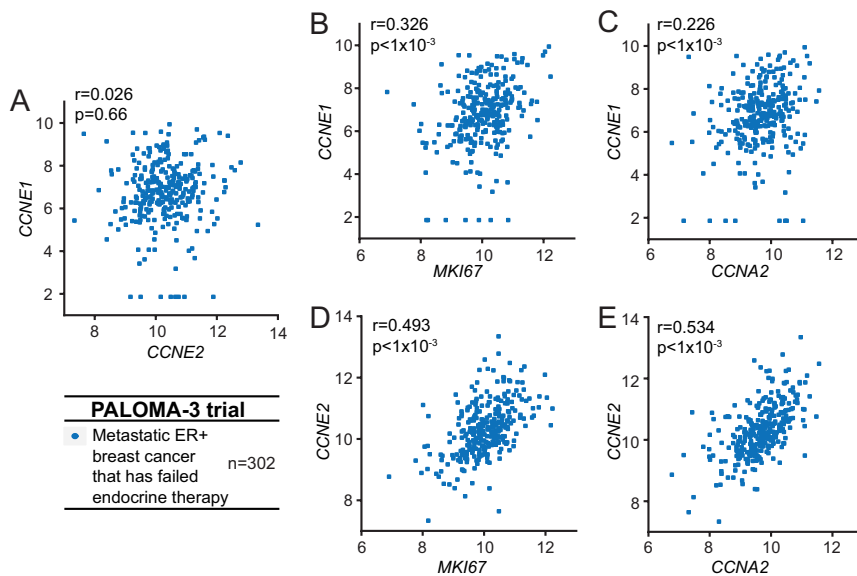 A
r=0.026
p=0.66
10
8
6
4
2
CCNE1
8
10
12
14
CCNE2
B
r=0.326
p<1x10⁻³
10
8
6
4
2
CCNE1
6
8
10
12
MKI67
C
r=0.226
p<1x10⁻³
10
8
6
4
2
CCNE1
6
8
10
12
CCNA2
PALOMA-3 trial
Metastatic ER+
breast cancer
that has failed
endocrine therapy
n=302
D
r=0.493
p<1x10⁻³
14
12
10
8
CCNE2
6
8
10
12
MKI67
E
r=0.534
p<1x10⁻³
14
12
10
8
CCNE2
6
8
10
12
CCNA2